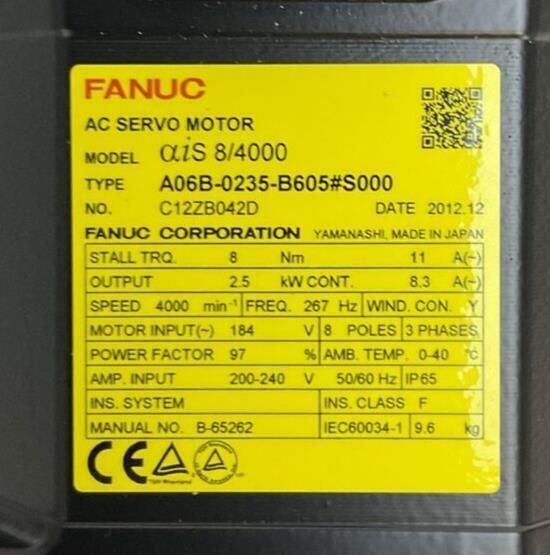 FANUC
AC SERVO MOTOR
MODEL αiS 8/4000
TYPE A06B-0235-B605#S000
NO. C12ZB042D DATE 2012.12
FANUC CORPORATION YAMANASHI, MADE IN JAPAN
STALL TRQ. 8 Nm 11 A(~)
OUTPUT 2.5 kW CONT. 8.3 A(~)
SPEED 4000 min⁻¹ FREQ. 267 Hz WIND. CON. Y
MOTOR INPUT(~) 184 V 8 POLES 3 PHASES
POWER FACTOR 97 % AMB. TEMP. 0-40 °C
AMP. INPUT 200-240 V 50/60 Hz IP65
INS. SYSTEM INS. CLASS F
MANUAL NO. B-65262 IEC60034-1 9.6 kg
CE
TÜV Rheinland